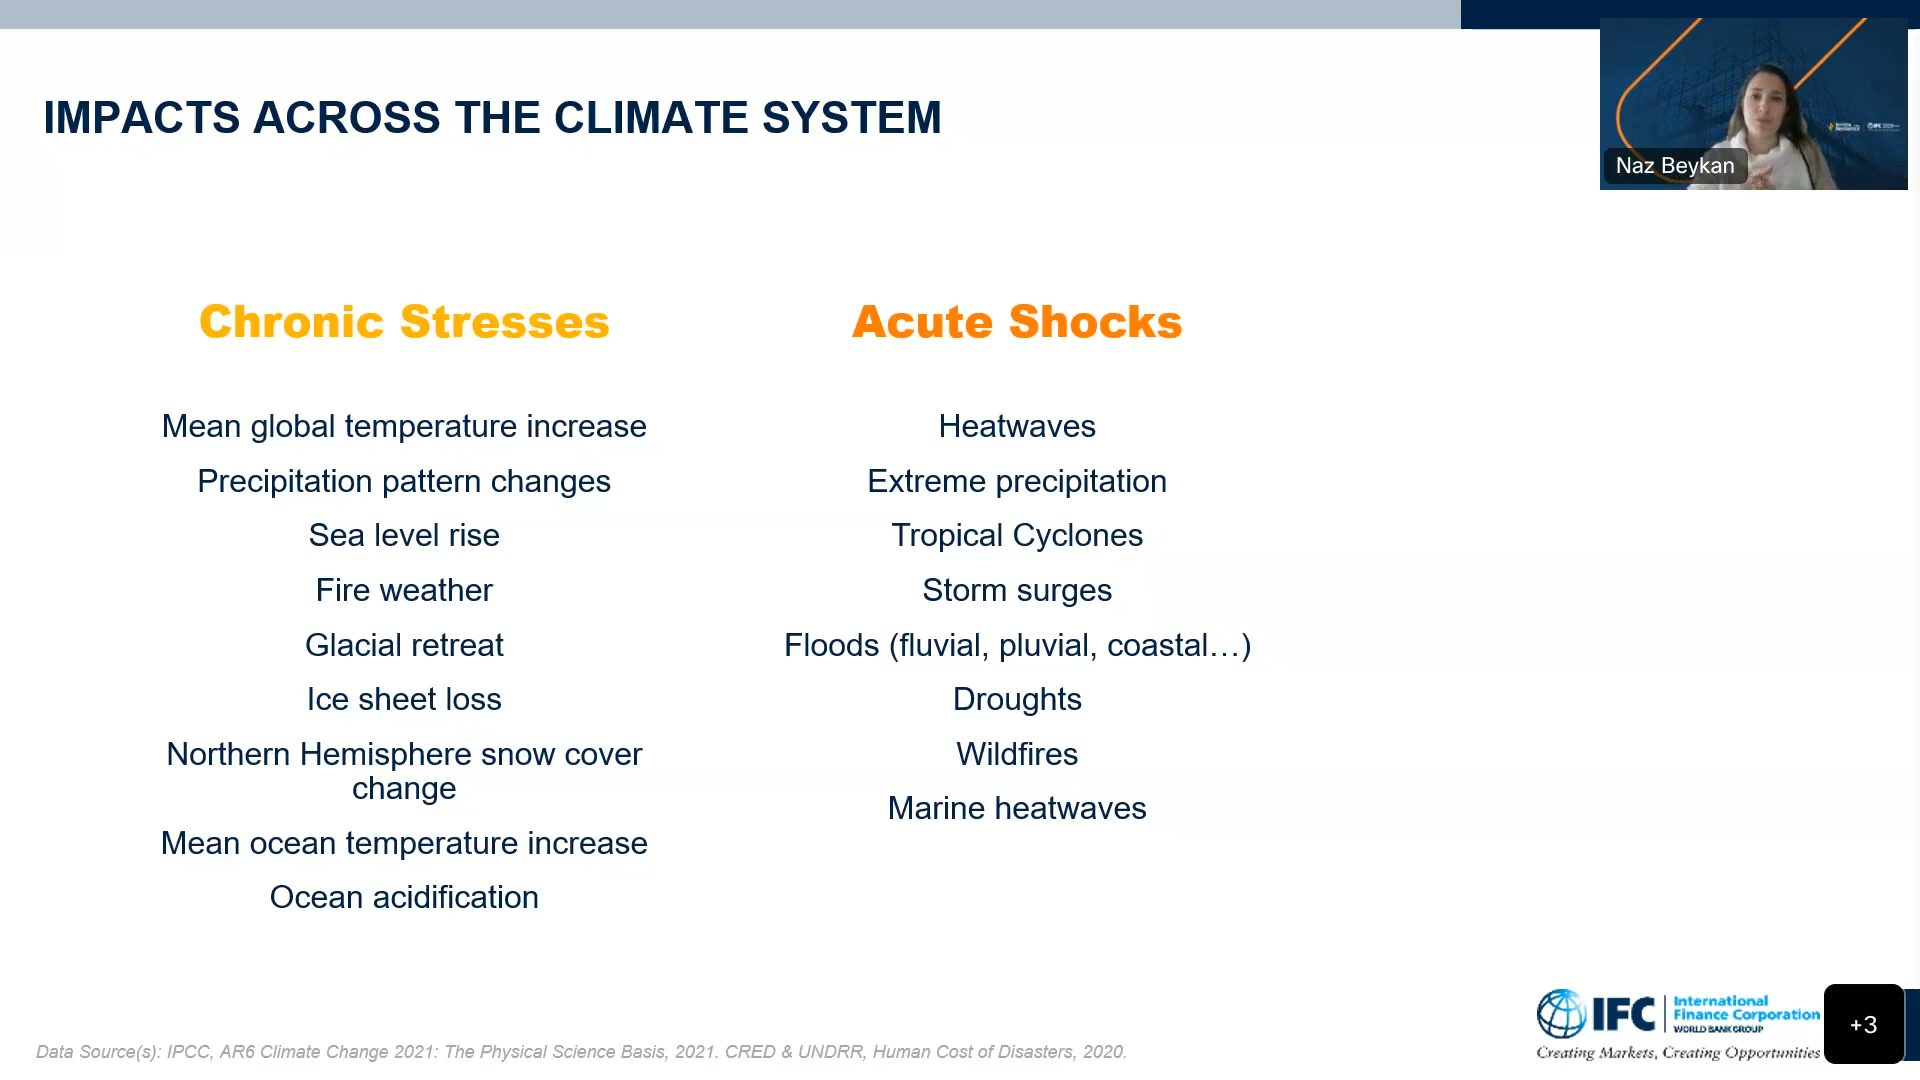 IMPACTS ACROSS THE CLIMATE SYSTEM
Naz Beykan
Chronic Stresses
Mean global temperature increase
Precipitation pattern changes
Sea level rise
Fire weather
Glacial retreat
Ice sheet loss
Northern Hemisphere snow cover
change
Mean ocean temperature increase
Ocean acidification
Acute Shocks
Heatwaves
Extreme precipitation
Tropical Cyclones
Storm surges
Floods (fluvial, pluvial, coastal…)
Droughts
Wildfires
Marine heatwaves
Data Source(s): IPCC, AR6 Climate Change 2021: The Physical Science Basis, 2021. CRED & UNDRR, Human Cost of Disasters, 2020.
IFC
International
Finance Corporation
WORLD BANK GROUP
Creating Markets, Creating Opportunities
+3